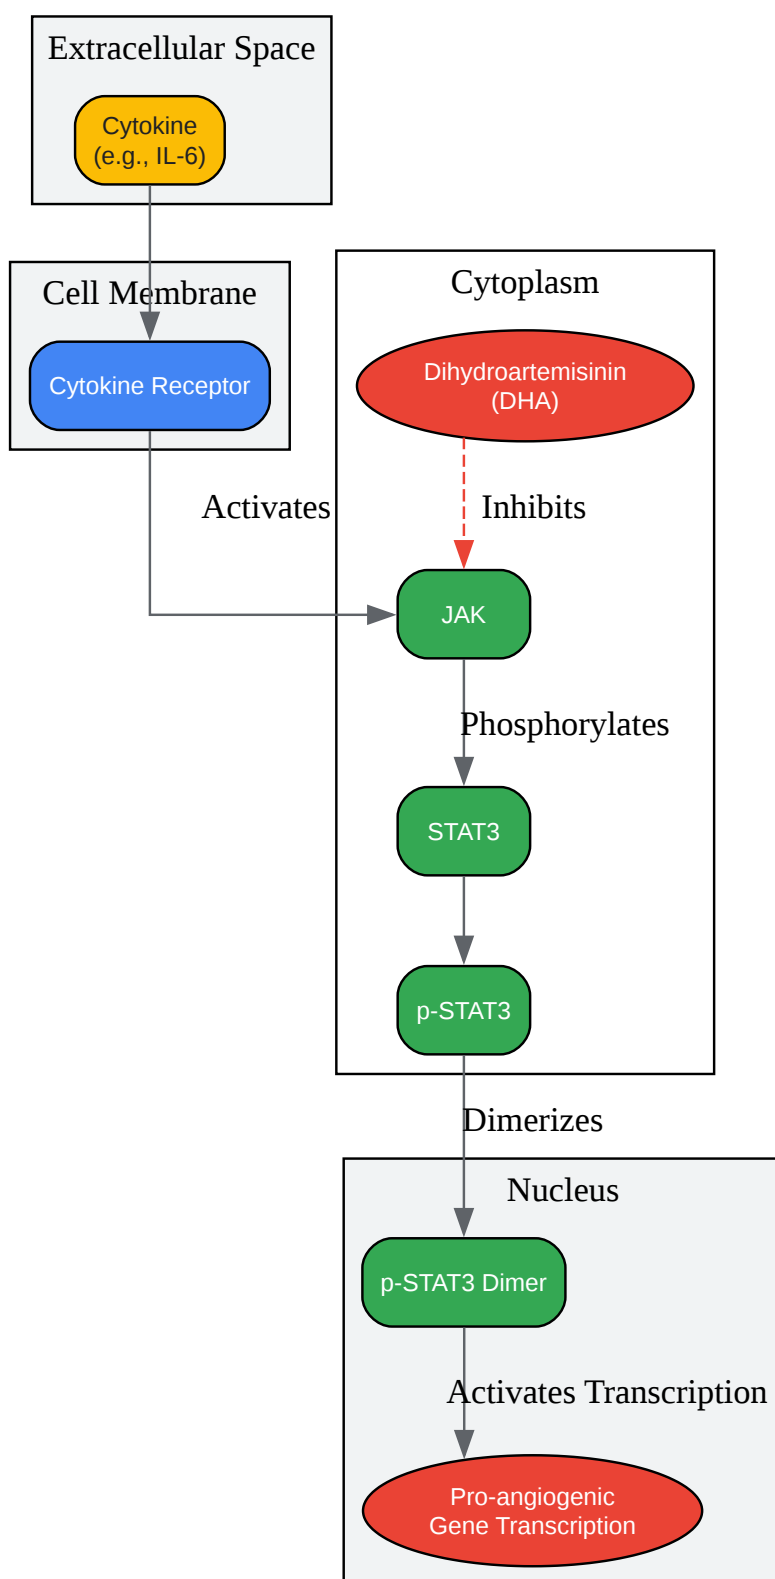 Extracellular Space
Cytokine
(e.g., IL-6)
Cell Membrane
Cytokine Receptor
Cytoplasm
Dihydroartemisinin
(DHA)
Activates
Inhibits
JAK
Phosphorylates
STAT3
p-STAT3
Dimerizes
Nucleus
p-STAT3 Dimer
Activates Transcription
Pro-angiogenic
Gene Transcription